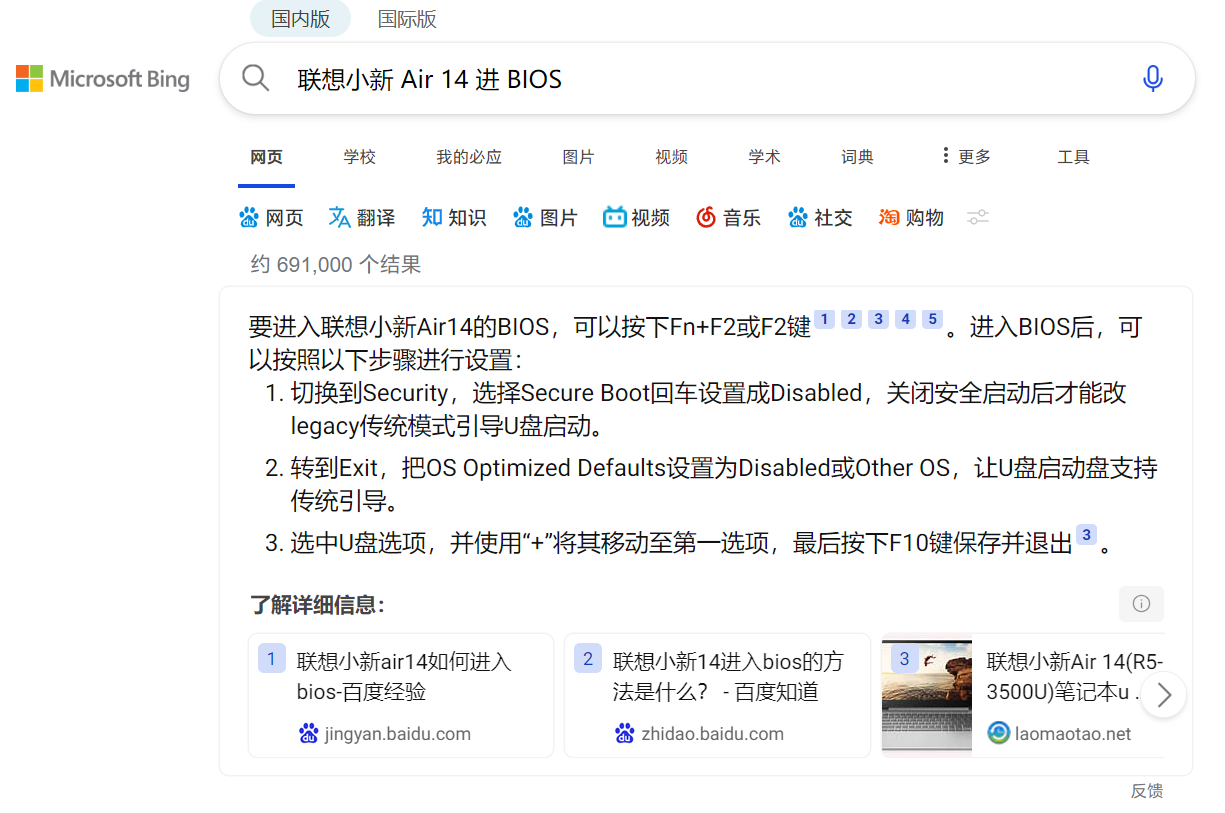 国内版 国际版
Microsoft Bing
联想小新 Air 14 进 BIOS
网页 学校 我的必应 图片 视频 学术 词典 更多 工具
网页 翻译 知 知识 图片 视频 音乐 社交 淘 购物
约 691,000 个结果
要进入联想小新Air14的BIOS，可以按下Fn+F2或F2键 1 2 3 4 5 。进入BIOS后，可
以按照以下步骤进行设置：
1. 切换到Security，选择Secure Boot回车设置成Disabled，关闭安全启动后才能改
legacy传统模式引导U盘启动。
2. 转到Exit，把OS Optimized Defaults设置为Disabled或Other OS，让U盘启动盘支持
传统引导。
3. 选中U盘选项，并使用“+”将其移动至第一选项，最后按下F10键保存并退出 3 。
了解详细信息：
1 联想小新air14如何进入
bios-百度经验
jingyan.baidu.com
2 联想小新14进入bios的方
法是什么？ - 百度知道
zhidao.baidu.com
3 联想小新Air 14(R5-
3500U)笔记本u ..
laomaotao.net
反馈